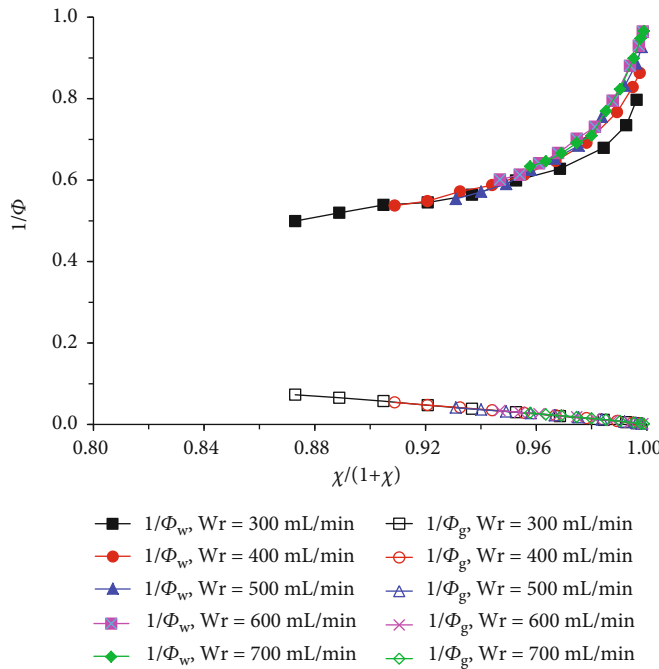 1.0
0.8
0.6
0.4
0.2
0.0
1/Φ
0.80 0.84 0.88 0.92 0.96 1.00
χ/(1+χ)
1/Φw, Wr = 300 mL/min 1/Φg, Wr = 300 mL/min
1/Φw, Wr = 400 mL/min 1/Φg, Wr = 400 mL/min
1/Φw, Wr = 500 mL/min 1/Φg, Wr = 500 mL/min
1/Φw, Wr = 600 mL/min 1/Φg, Wr = 600 mL/min
1/Φw, Wr = 700 mL/min 1/Φg, Wr = 700 mL/min